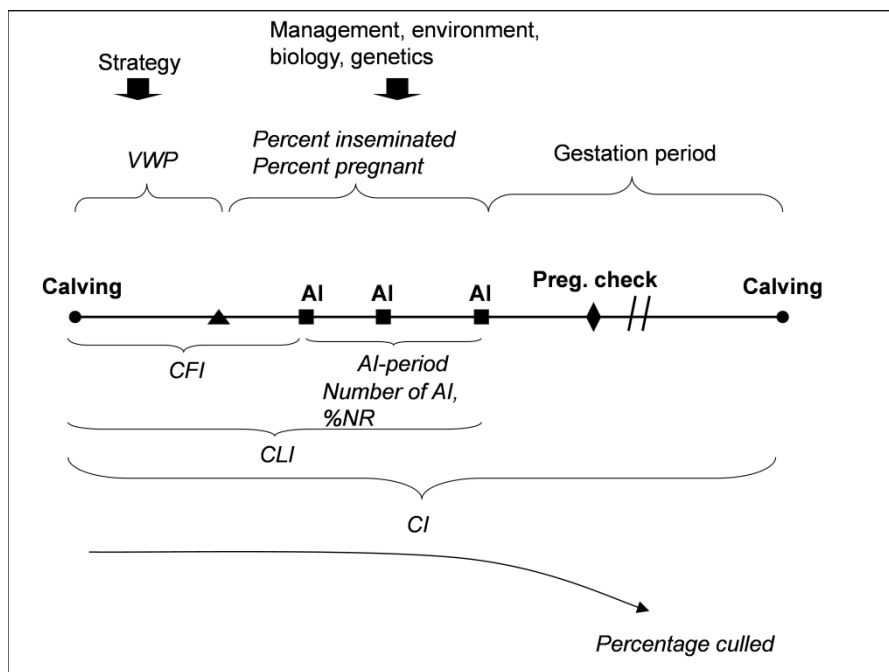 Management, environment,
biology, genetics
Strategy
VWP
Percent inseminated
Percent pregnant
Gestation period
Calving
AI
AI
AI
Preg. check
Calving
CFI
AI-period
Number of AI,
%NR
CLI
CI
Percentage culled